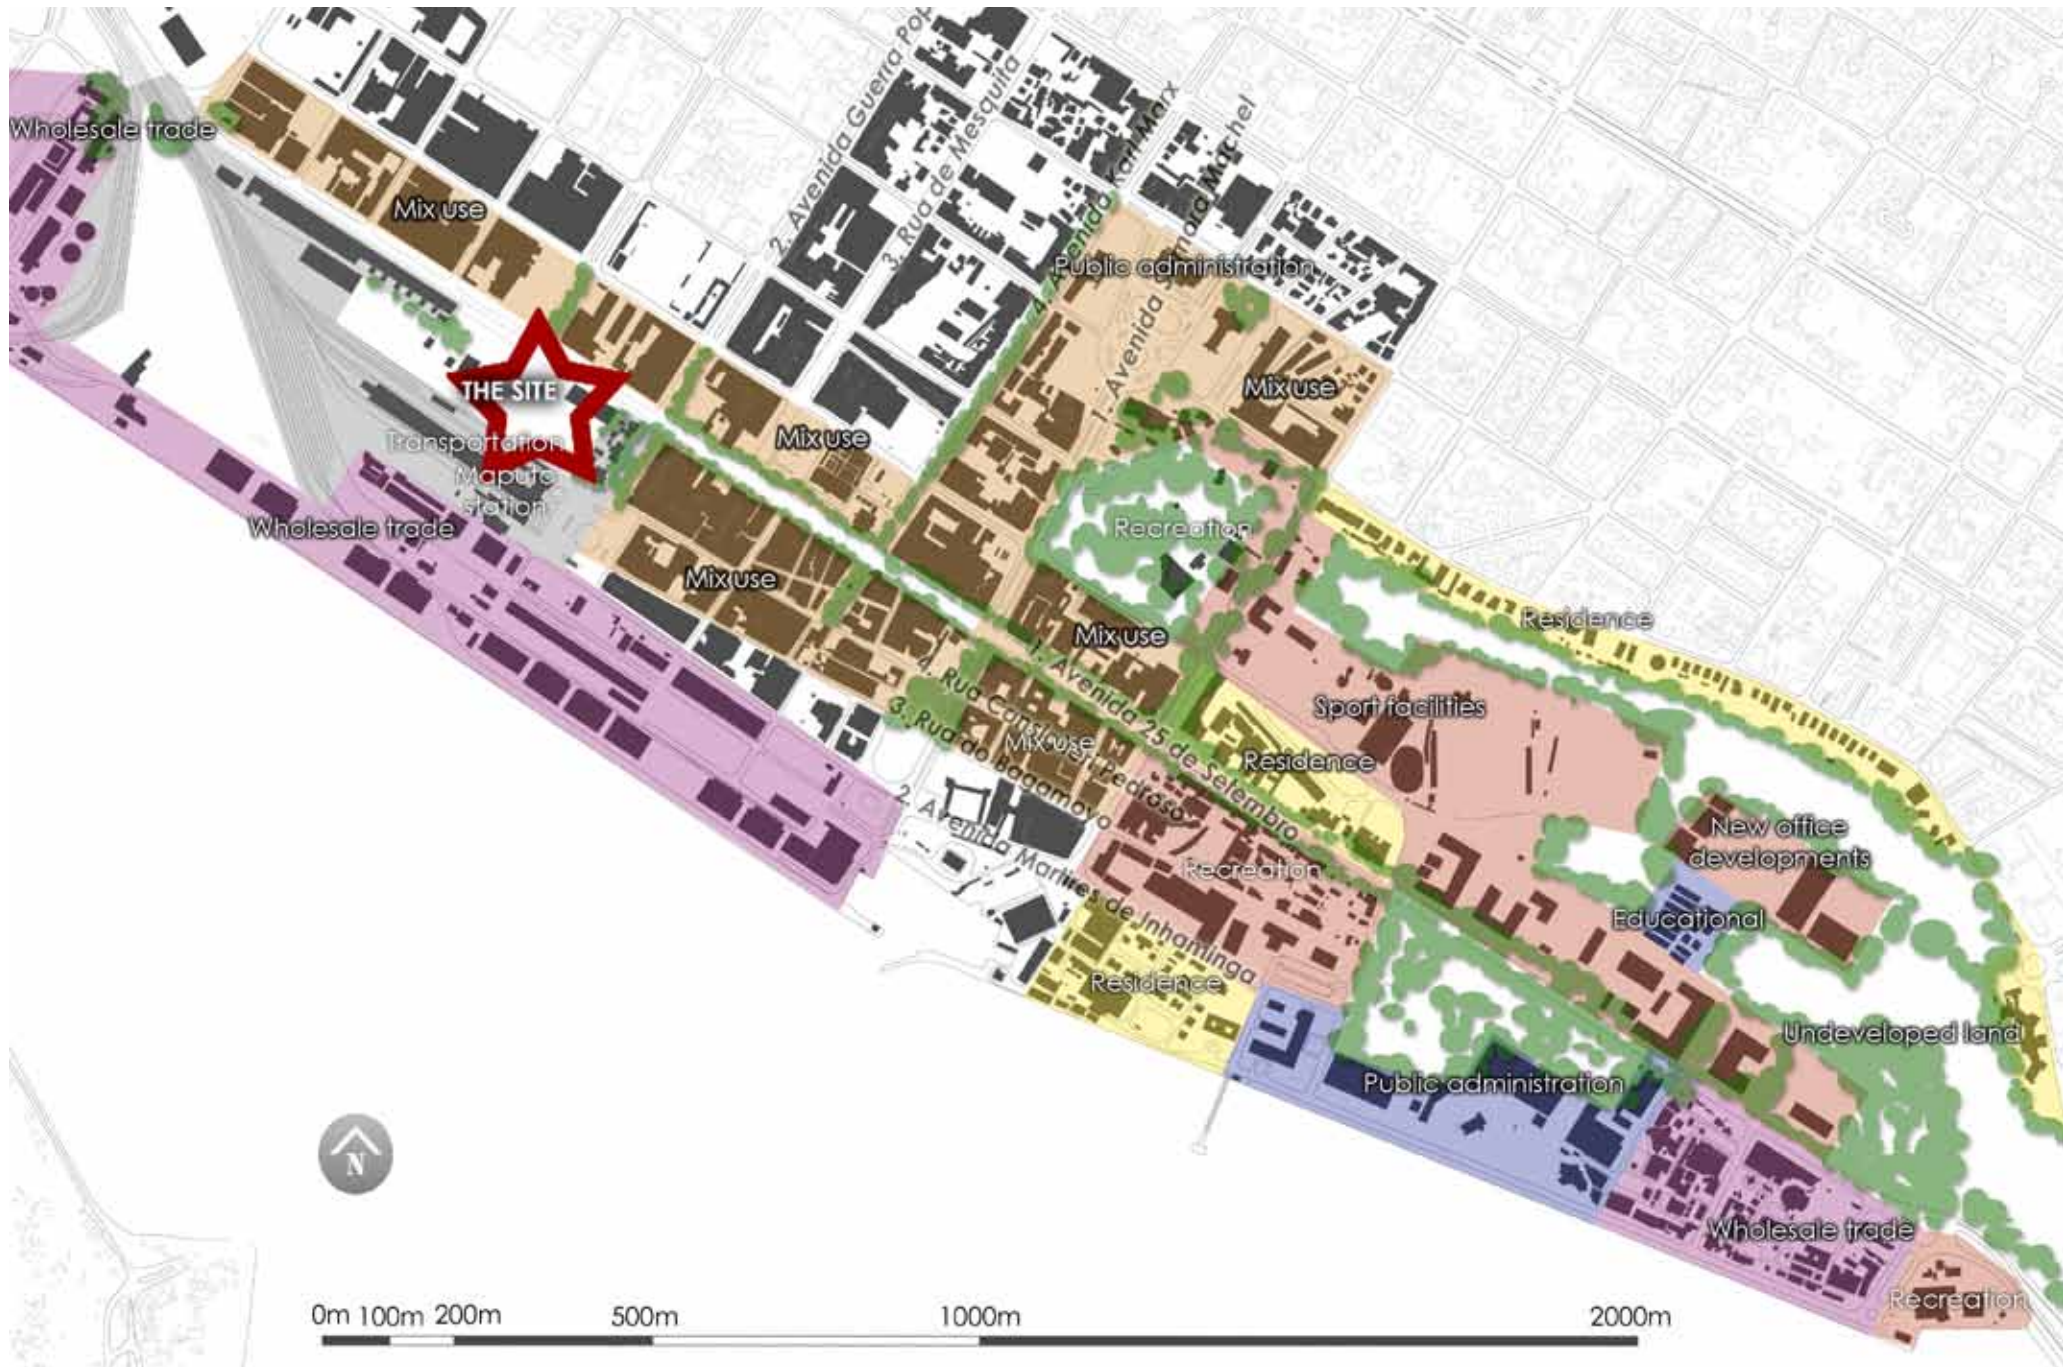 2. Avenida Guerra Pop
3. Rua de Mesquita
4. Avenida Karl Marx
1. Avenida Samora Machel
Wholesale trade
Mix use
Public administration
THE SITE
Mix use
Mix use
Transportation
Maputo
station
Wholesale trade
Recreation
Mix use
Mix use
Residence
1. Avenida 25 de Setembro
4. Rua Consiglieri Pedroso
3. Rua do Bagamoyo
Sport facilities
Mix use
Residence
2. Avenida Martires de Inhaminga
New office
developments
Recreation
Educational
Residence
Undeveloped land
Public administration
Wholesale trade
Recreation
N
0m 100m 200m 500m 1000m 2000m